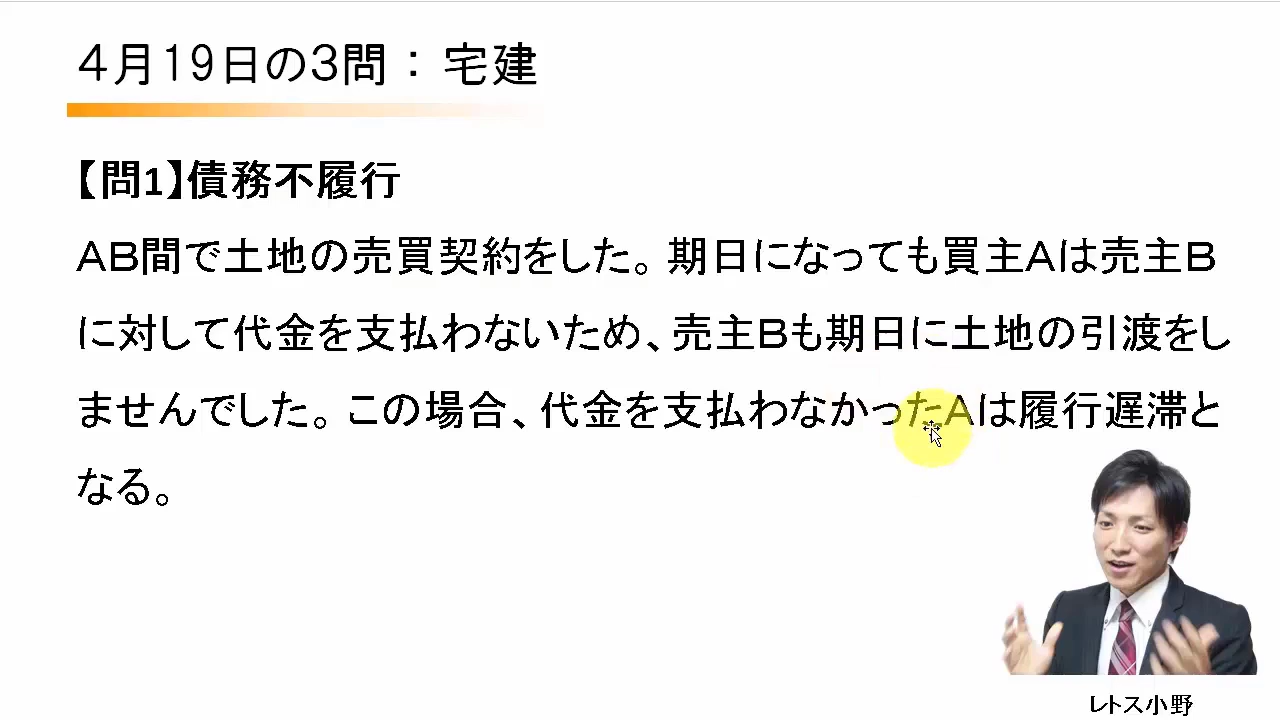 ４月19日の３問：宅建
【問1】債務不履行
ＡＢ間で土地の売買契約をした。期日になっても買主Ａは売主Ｂ
に対して代金を支払わないため、売主Ｂも期日に土地の引渡をし
ませんでした。この場合、代金を支払わなかったＡは履行遅滞と
なる。
レトス小野